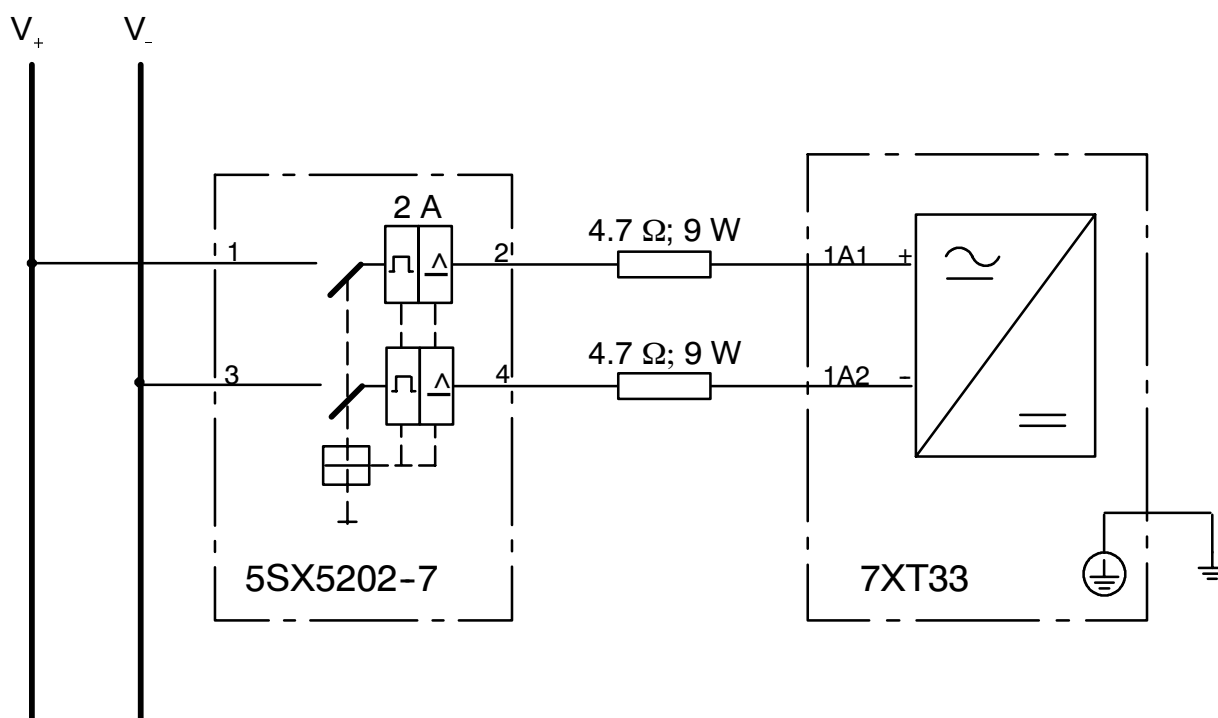 V+ V-
2 A
1 2 4.7 Ω; 9 W 1A1 +
3 4 4.7 Ω; 9 W 1A2 -
5SX5202-7 7XT33